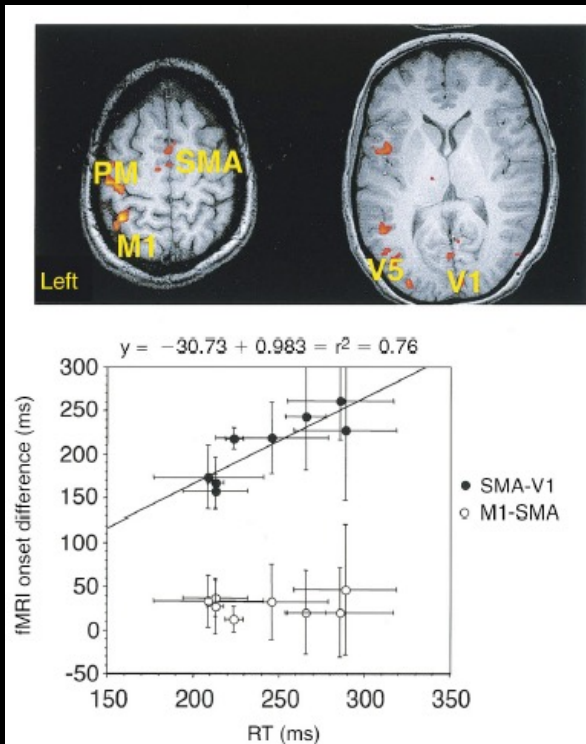 PM
SMA
M1
Left
V5
V1
y = −30.73 + 0.983 = r² = 0.76
300
250
200
150
100
50
0
-50
fMRI onset difference (ms)
150 200 250 300 350
RT (ms)
SMA-V1
M1-SMA